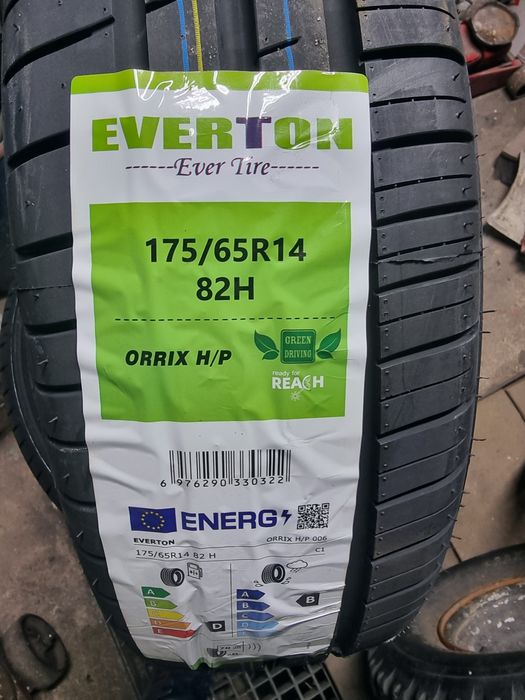 EVERTON
------Ever Tire------
175/65R14
82H
ORRIX H/P
GREEN
DRIVING
ready for
REACH
6 976290 330322
ENERG
EVERTON
ORRIX H/P 006
175/65R14 82 H
C1
A
B
C
D
E
D
A
B
C
D
E
B